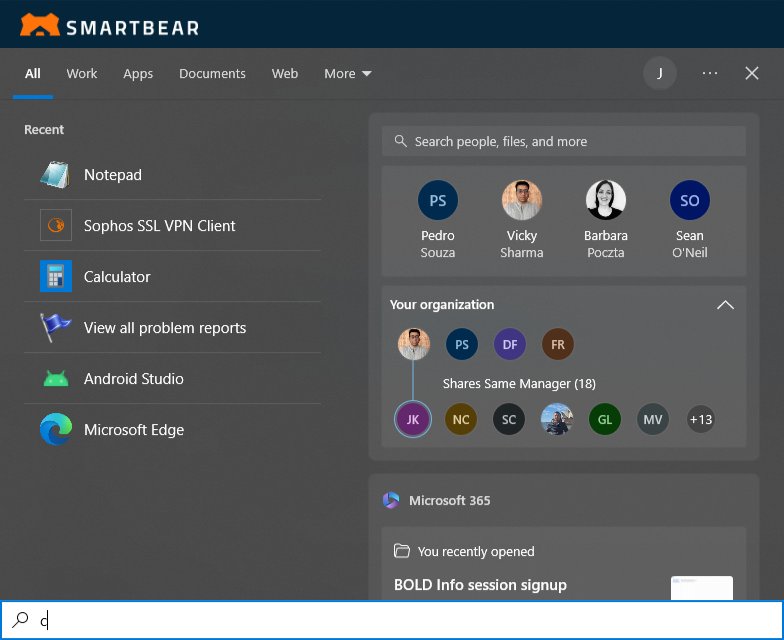 SMARTBEAR
All Work Apps Documents Web More J ...
Recent
Notepad
Sophos SSL VPN Client
Calculator
View all problem reports
Android Studio
Microsoft Edge
Search people, files, and more
PS SO
Pedro Vicky Barbara Sean
Souza Sharma Poczta O'Neil
Your organization
PS DF FR
Shares Same Manager (18)
JK NC SC GL MV +13
Microsoft 365
You recently opened
BOLD Info session signup
c